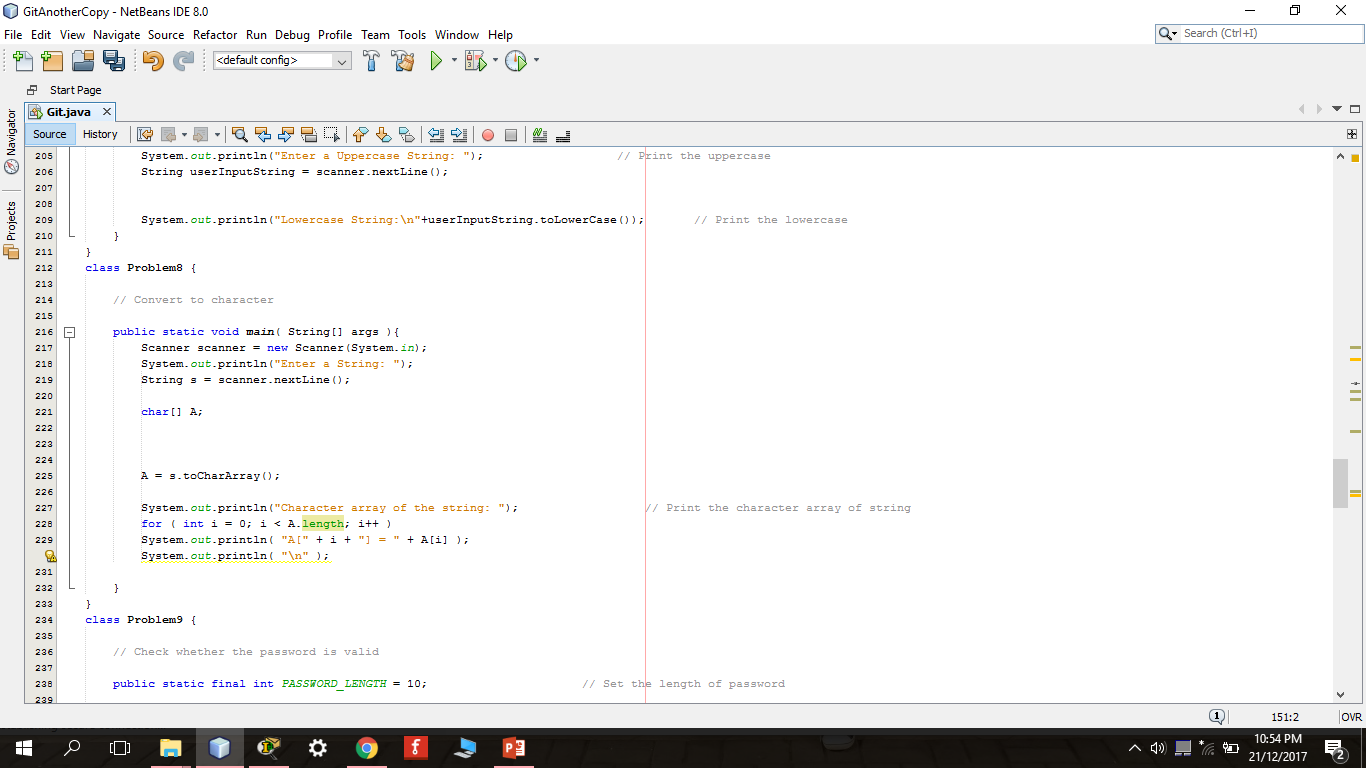 GitAnotherCopy - NetBeans IDE 8.0
File Edit View Navigate Source Refactor Run Debug Profile Team Tools Window Help
Search (Ctrl+I)
<default config>
Start Page
Git.java
Navigator
Projects
Source History
205 System.out.println("Enter a Uppercase String: "); // Print the uppercase
206 String userInputString = scanner.nextLine();
207
208
209 System.out.println("Lowercase String:\n"+userInputString.toLowerCase()); // Print the lowercase
210 }
211 }
212 class Problem8 {
213
214 // Convert to character
215
216 public static void main( String[] args ){
217 Scanner scanner = new Scanner(System.in);
218 System.out.println("Enter a String: ");
219 String s = scanner.nextLine();
220
221 char[] A;
222
223
224
225 A = s.toCharArray();
226
227 System.out.println("Character array of the string: "); // Print the character array of string
228 for ( int i = 0; i < A.length; i++ )
229 System.out.println( "A[" + i + "] = " + A[i] );
System.out.println( "\n" );
231
232 }
233 }
234 class Problem9 {
235
236 // Check whether the password is valid
237
238 public static final int PASSWORD_LENGTH = 10; // Set the length of password
239
1 151:2 OVR
10:54 PM
21/12/2017
2